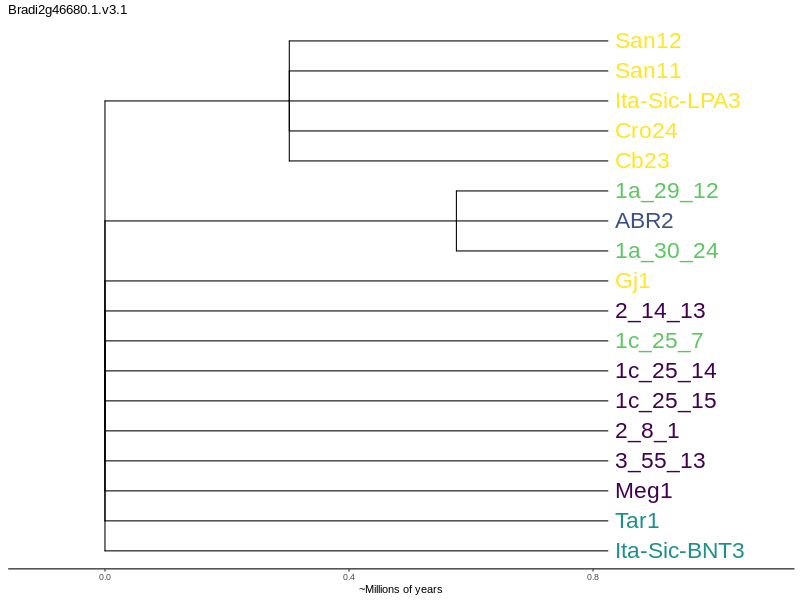 Bradi2g46680.1.v3.1
San12
San11
Ita-Sic-LPA3
Cro24
Cb23
1a_29_12
ABR2
1a_30_24
Gj1
2_14_13
1c_25_7
1c_25_14
1c_25_15
2_8_1
3_55_13
Meg1
Tar1
Ita-Sic-BNT3
0.0 0.4 0.8
~Millions of years